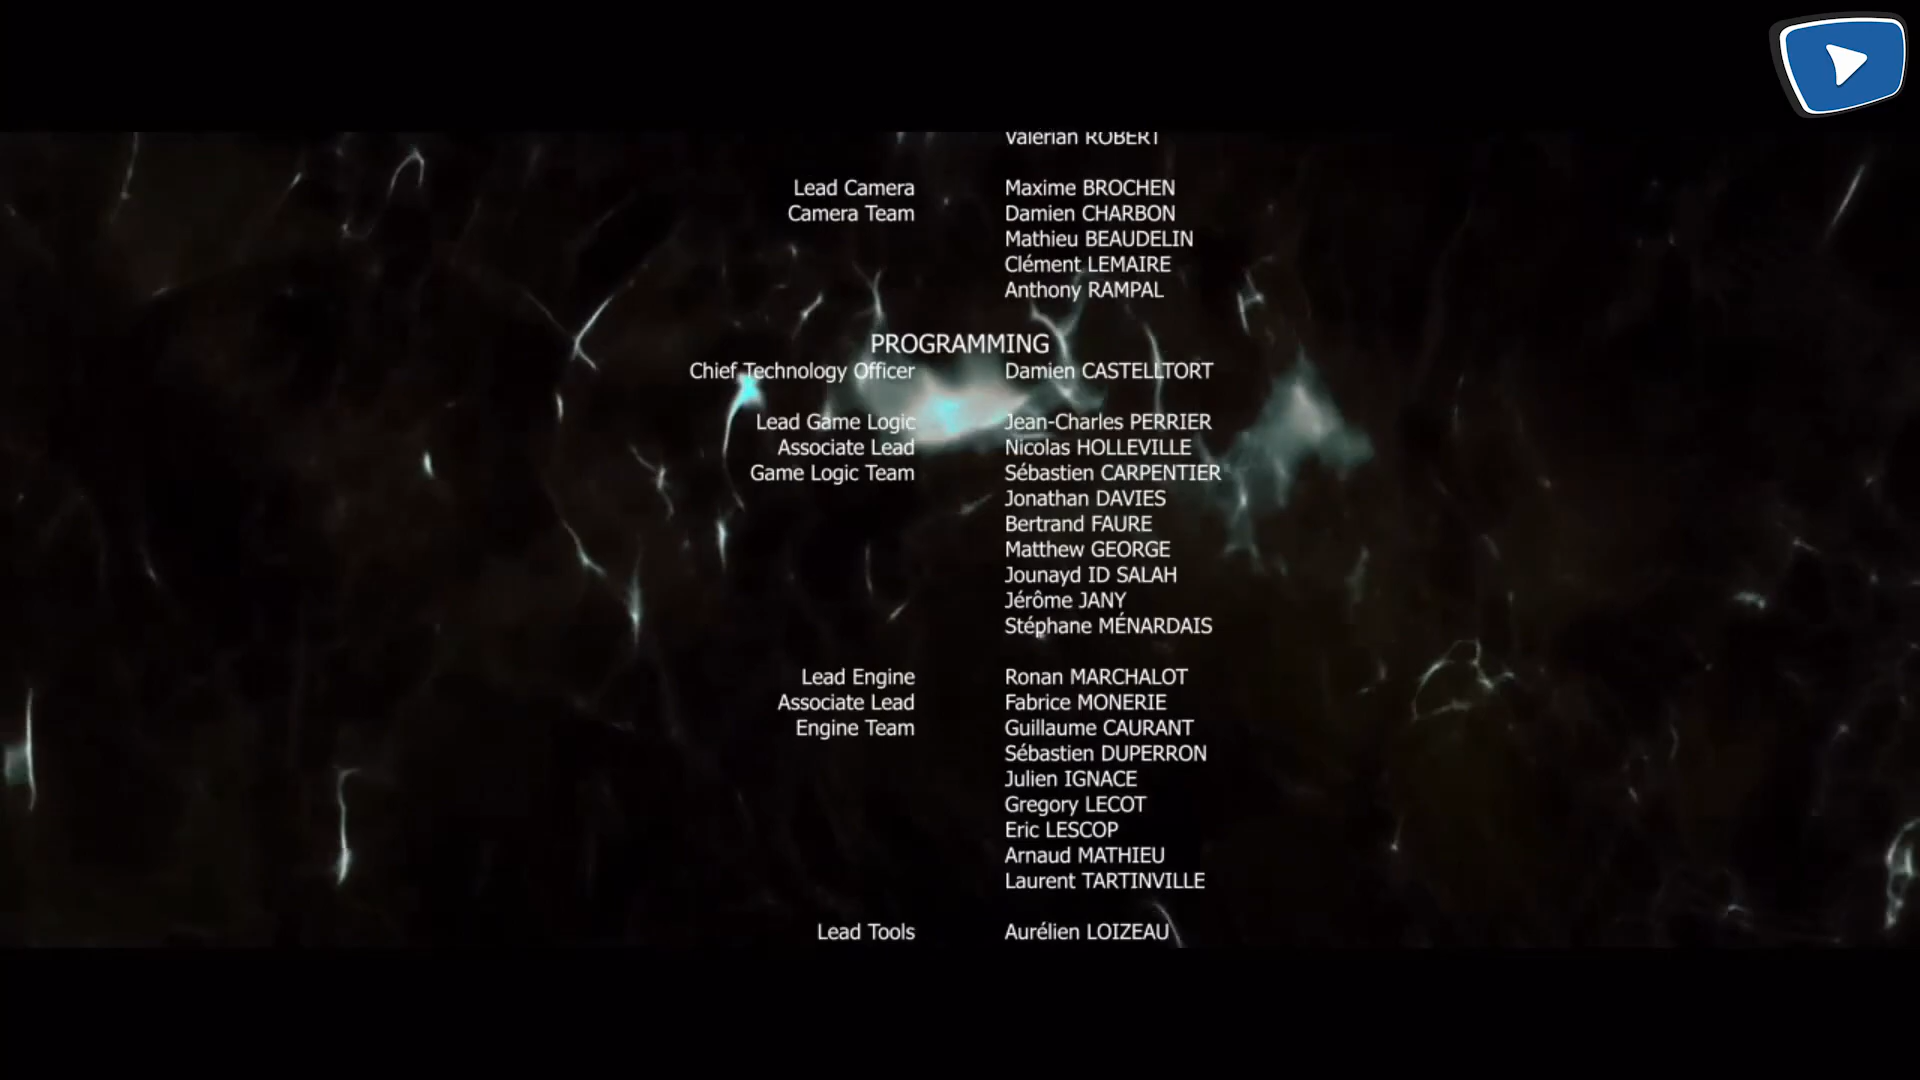 Valérian ROBERT
Lead Camera Maxime BROCHEN
Camera Team Damien CHARBON
Mathieu BEAUDELIN
Clément LEMAIRE
Anthony RAMPAL
PROGRAMMING
Chief Technology Officer Damien CASTELLTORT
Lead Game Logic Jean-Charles PERRIER
Associate Lead Nicolas HOLLEVILLE
Game Logic Team Sébastien CARPENTIER
Jonathan DAVIES
Bertrand FAURE
Matthew GEORGE
Jounayd ID SALAH
Jérôme JANY
Stéphane MÉNARDAIS
Lead Engine Ronan MARCHALOT
Associate Lead Fabrice MONERIE
Engine Team Guillaume CAURANT
Sébastien DUPERRON
Julien IGNACE
Gregory LECOT
Eric LESCOP
Arnaud MATHIEU
Laurent TARTINVILLE
Lead Tools Aurélien LOIZEAU